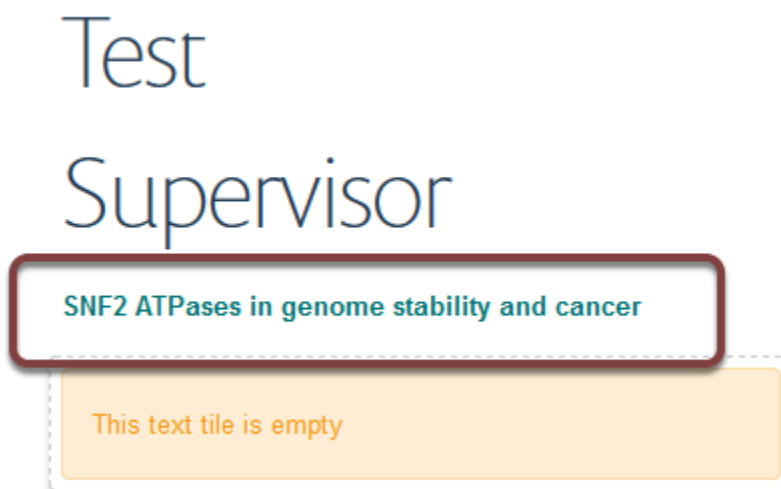 Test
Supervisor
SNF2 ATPases in genome stability and cancer
This text tile is empty